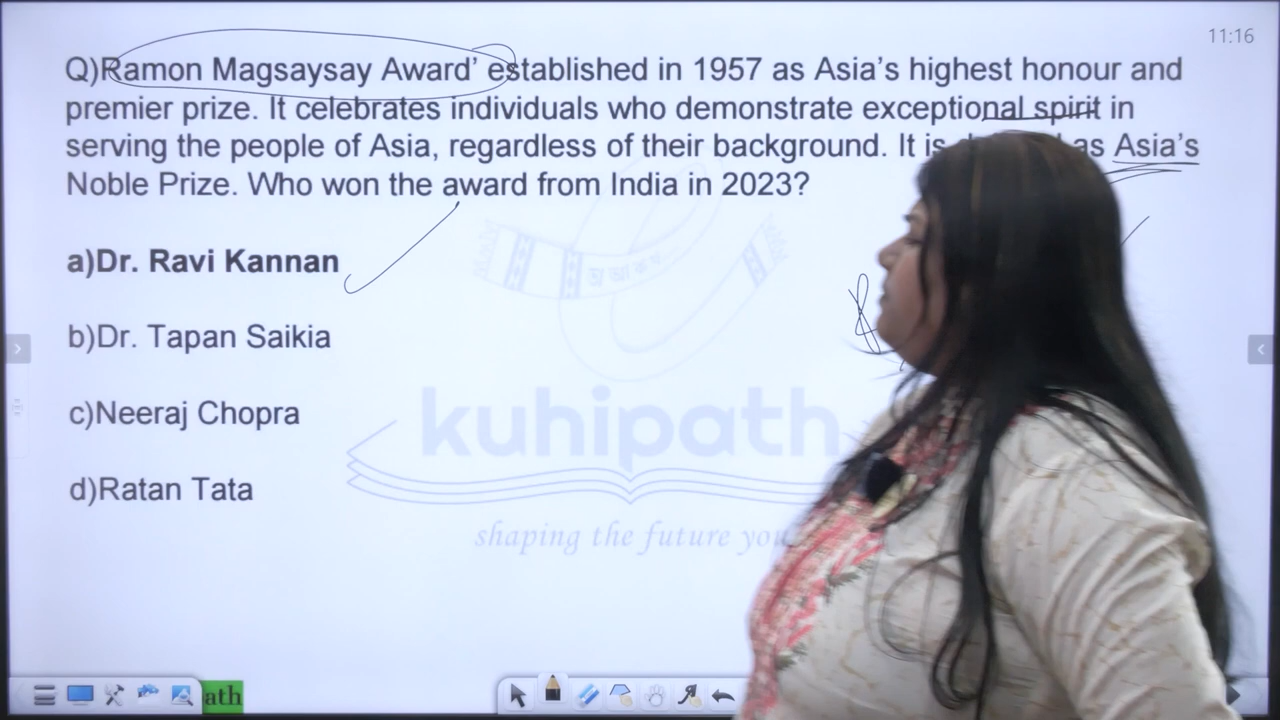 11:16
Q)Ramon Magsaysay Award’ established in 1957 as Asia’s highest honour and
premier prize. It celebrates individuals who demonstrate exceptional spirit in
serving the people of Asia, regardless of their background. It is as Asia’s
Noble Prize. Who won the award from India in 2023?
a)Dr. Ravi Kannan
b)Dr. Tapan Saikia
c)Neeraj Chopra
d)Ratan Tata
kuhipath
shaping the future you
ath